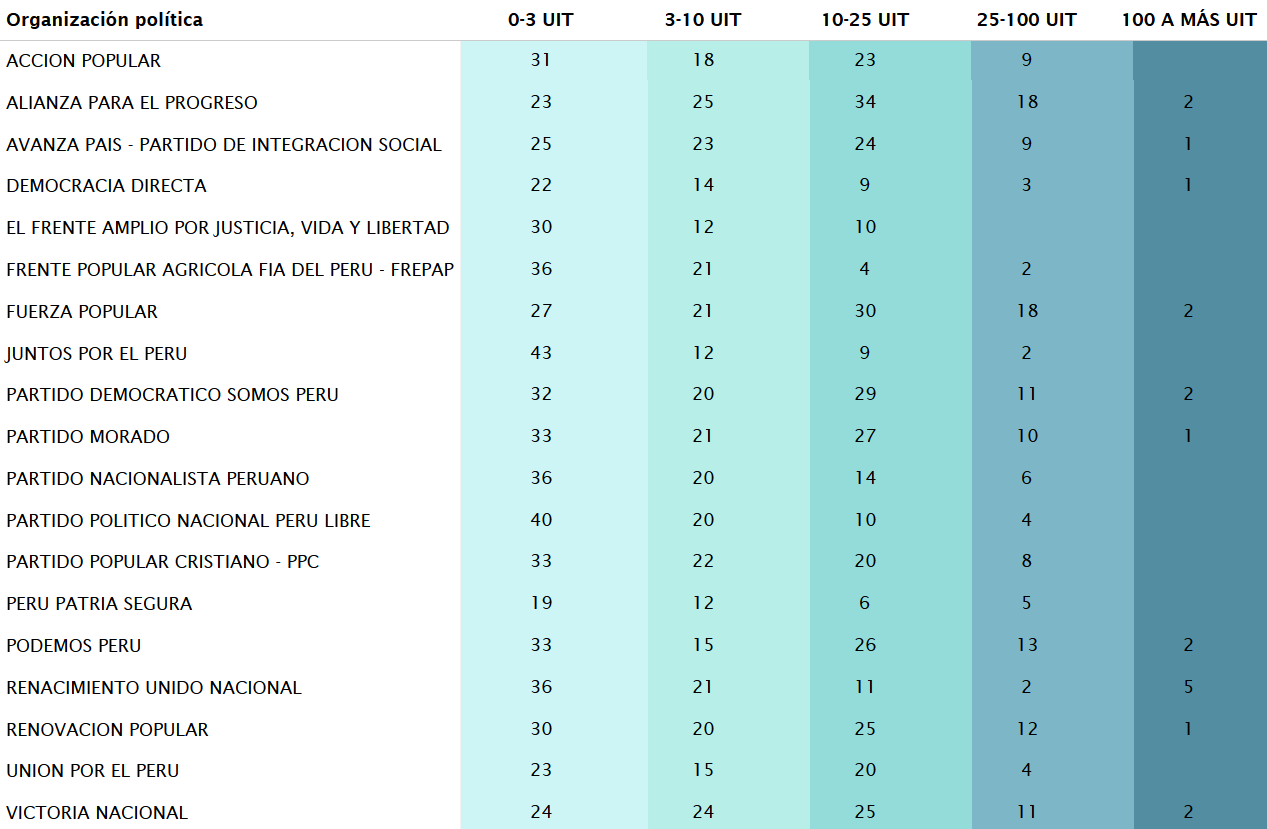 Organización política 0-3 UIT 3-10 UIT 10-25 UIT 25-100 UIT 100 A MÁS UIT
ACCION POPULAR 31 18 23 9
ALIANZA PARA EL PROGRESO 23 25 34 18 2
AVANZA PAIS - PARTIDO DE INTEGRACION SOCIAL 25 23 24 9 1
DEMOCRACIA DIRECTA 22 14 9 3 1
EL FRENTE AMPLIO POR JUSTICIA, VIDA Y LIBERTAD 30 12 10
FRENTE POPULAR AGRICOLA FIA DEL PERU - FREPAP 36 21 4 2
FUERZA POPULAR 27 21 30 18 2
JUNTOS POR EL PERU 43 12 9 2
PARTIDO DEMOCRATICO SOMOS PERU 32 20 29 11 2
PARTIDO MORADO 33 21 27 10 1
PARTIDO NACIONALISTA PERUANO 36 20 14 6
PARTIDO POLITICO NACIONAL PERU LIBRE 40 20 10 4
PARTIDO POPULAR CRISTIANO - PPC 33 22 20 8
PERU PATRIA SEGURA 19 12 6 5
PODEMOS PERU 33 15 26 13 2
RENACIMIENTO UNIDO NACIONAL 36 21 11 2 5
RENOVACION POPULAR 30 20 25 12 1
UNION POR EL PERU 23 15 20 4
VICTORIA NACIONAL 24 24 25 11 2